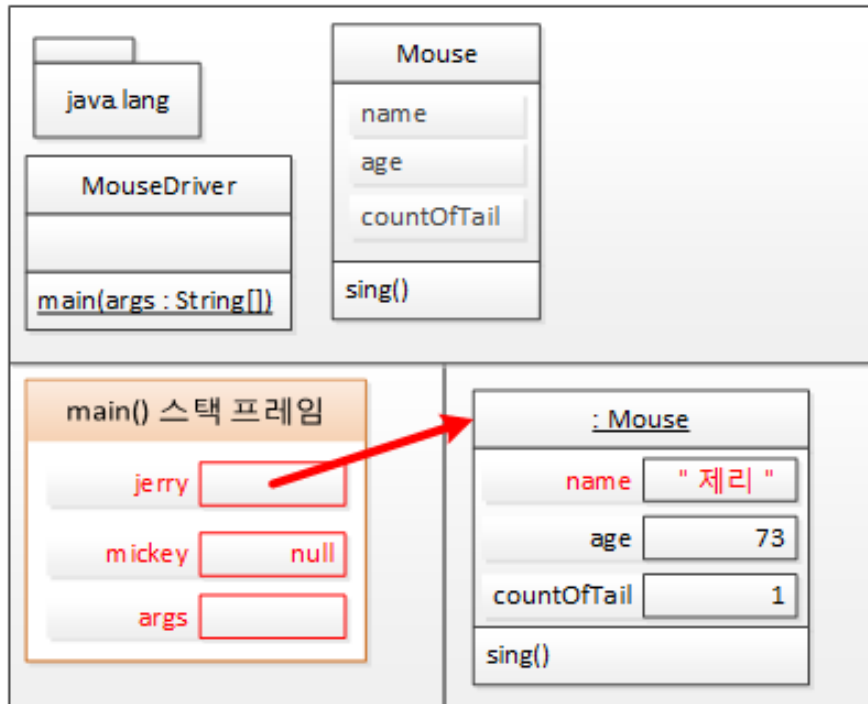 java.lang
MouseDriver
main(args : String[])
Mouse
name
age
countOfTail
sing()
main() 스택 프레임
jerry
mickey null
args
: Mouse
name " 제리 "
age 73
countOfTail 1
sing()